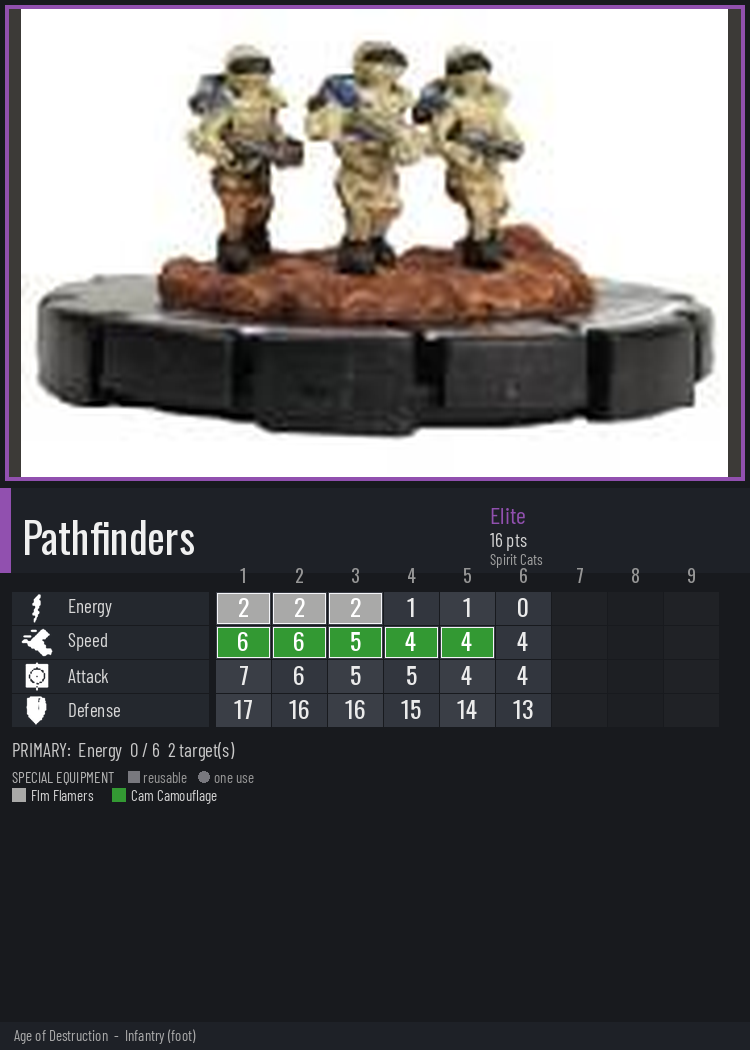 Pathfinders
Elite
16 pts
Spirit Cats
1 2 3 4 5 6 7 8 9
Energy 2 2 2 1 1 0
Speed 6 6 5 4 4 4
Attack 7 6 5 5 4 4
Defense 17 16 16 15 14 13
PRIMARY: Energy 0 / 6 2 target(s)
SPECIAL EQUIPMENT reusable one use
Flm Flamers Cam Camouflage
Age of Destruction - Infantry (foot)